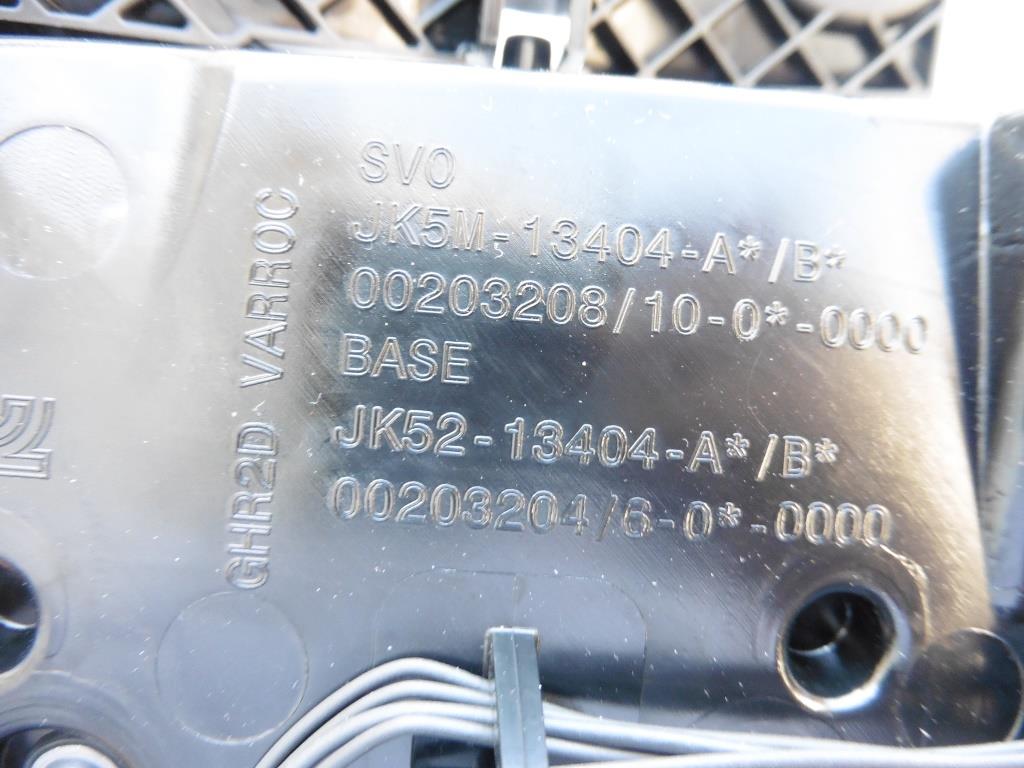 SVO
JK5M-13404-A*/B*
00203208/10-0*-0000
BASE
JK52-13404-A*/B*
00203204/6-0*-0000
GHR2D VARROC